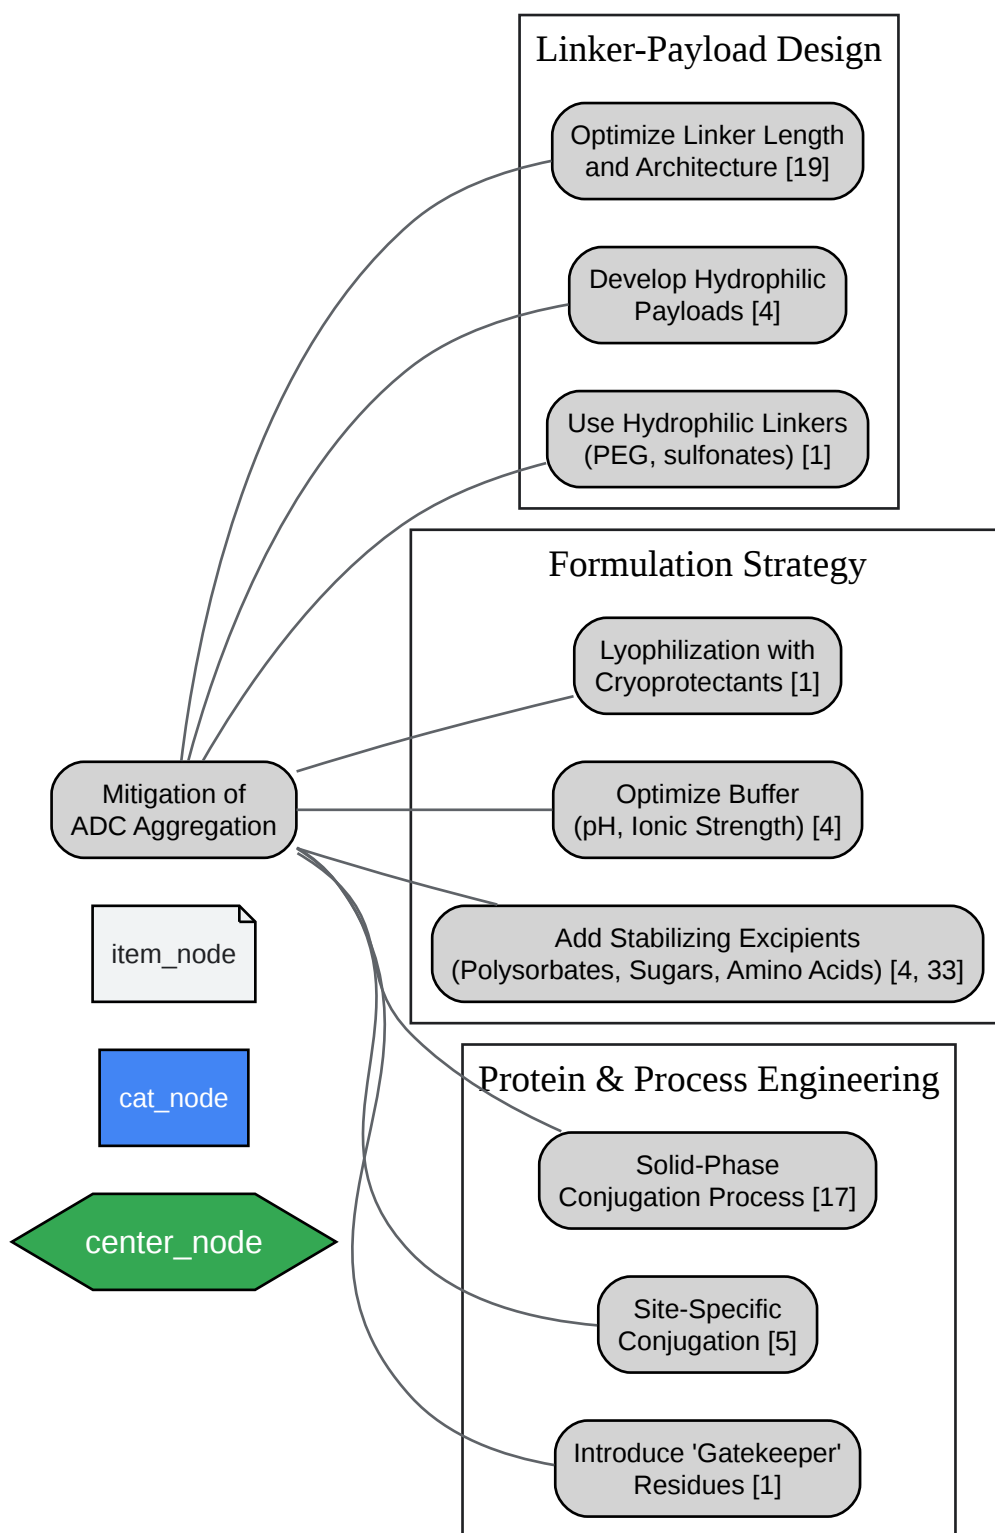 Linker-Payload Design
Optimize Linker Length
and Architecture [19]
Develop Hydrophilic
Payloads [4]
Use Hydrophilic Linkers
(PEG, sulfonates) [1]
Formulation Strategy
Lyophilization with
Cryoprotectants [1]
Mitigation of
ADC Aggregation
Optimize Buffer
(pH, Ionic Strength) [4]
item_node
Add Stabilizing Excipients
(Polysorbates, Sugars, Amino Acids) [4, 33]
cat_node
Protein & Process Engineering
Solid-Phase
Conjugation Process [17]
center_node
Site-Specific
Conjugation [5]
Introduce 'Gatekeeper'
Residues [1]